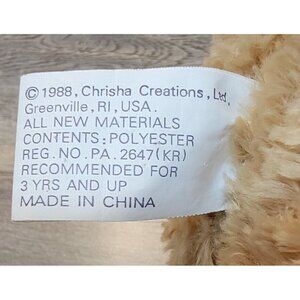 ©1988, Chrisha Creations, Ltd.
Greenville, RI, USA.
ALL NEW MATERIALS
CONTENTS: POLYESTER
REG. NO. PA. 2647(KR)
RECOMMENDED FOR
3 YRS AND UP
MADE IN CHINA